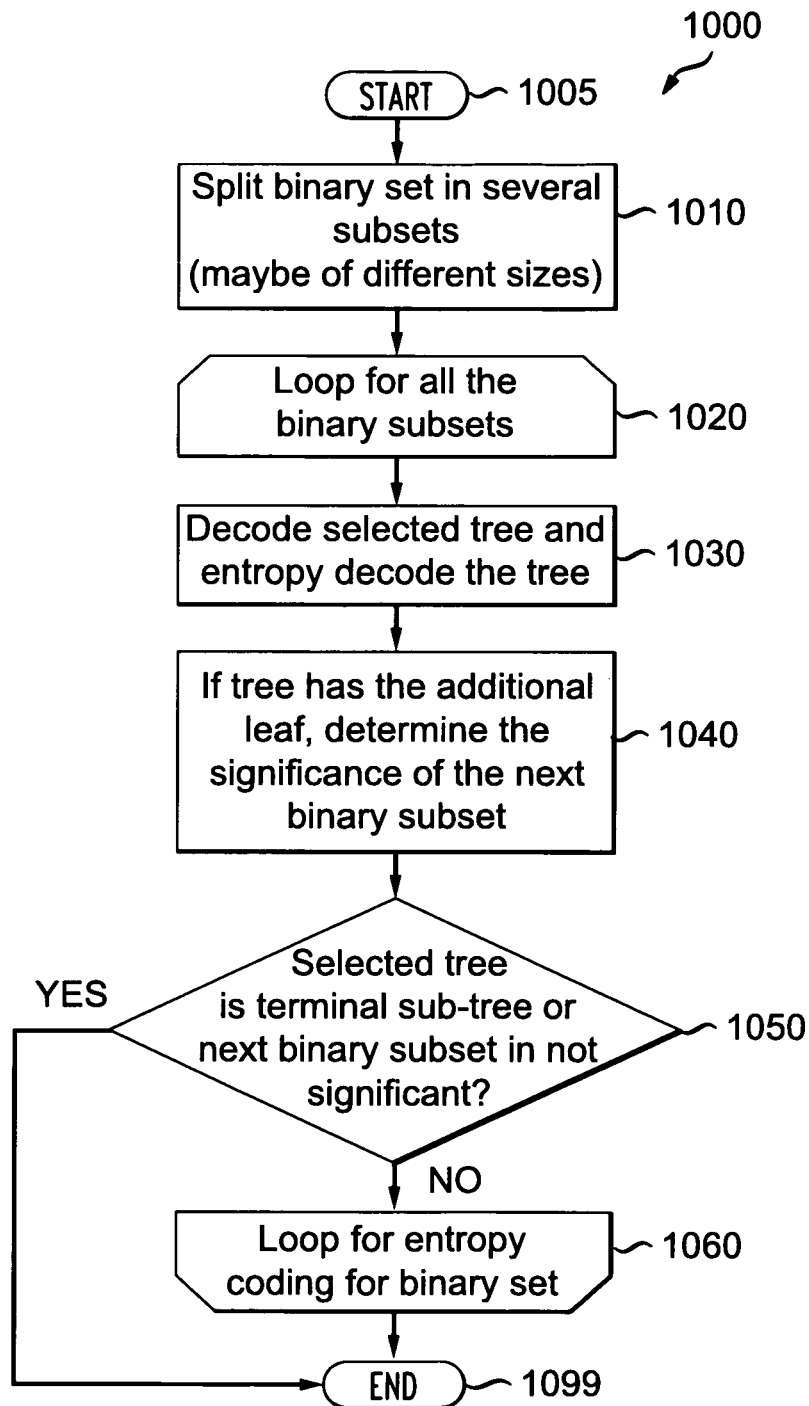 1000
START
1005
Split binary set in several
subsets
(maybe of different sizes)
1010
Loop for all the
binary subsets
1020
Decode selected tree and
entropy decode the tree
1030
If tree has the additional
leaf, determine the
significance of the next
binary subset
1040
Selected tree
is terminal sub-tree or
next binary subset in not
significant?
YES
1050
NO
Loop for entropy
coding for binary set
1060
END
1099